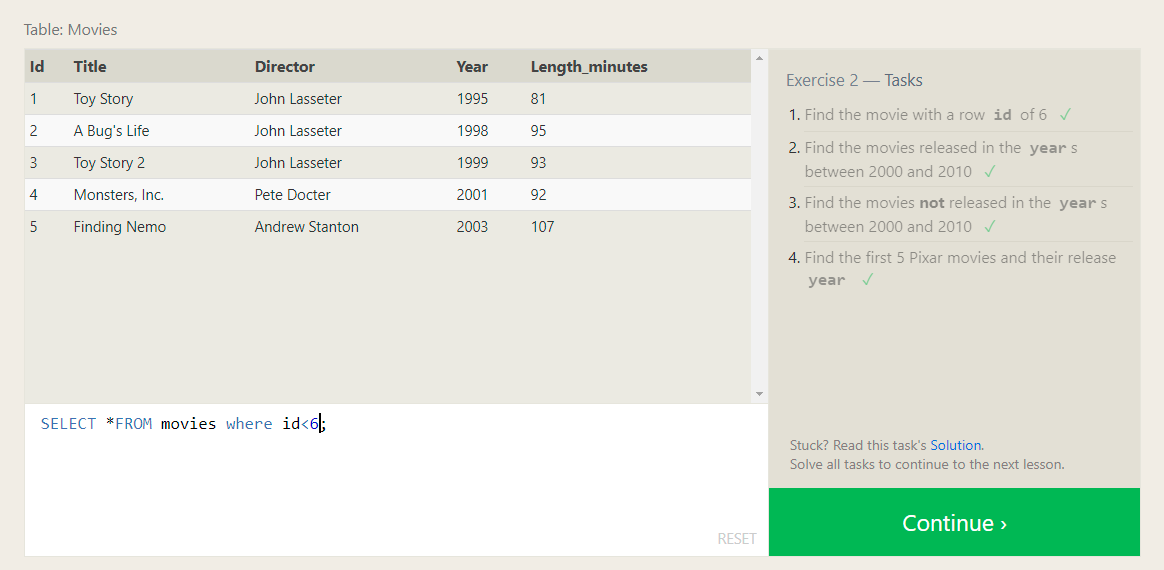 Table: Movies
Id Title Director Year Length_minutes
1 Toy Story John Lasseter 1995 81
2 A Bug's Life John Lasseter 1998 95
3 Toy Story 2 John Lasseter 1999 93
4 Monsters, Inc. Pete Docter 2001 92
5 Finding Nemo Andrew Stanton 2003 107
SELECT *FROM movies where id<6;
RESET
Exercise 2 — Tasks
1. Find the movie with a row id of 6 ✓
2. Find the movies released in the year s
between 2000 and 2010 ✓
3. Find the movies not released in the year s
between 2000 and 2010 ✓
4. Find the first 5 Pixar movies and their release
year ✓
Stuck? Read this task's Solution.
Solve all tasks to continue to the next lesson.
Continue ›